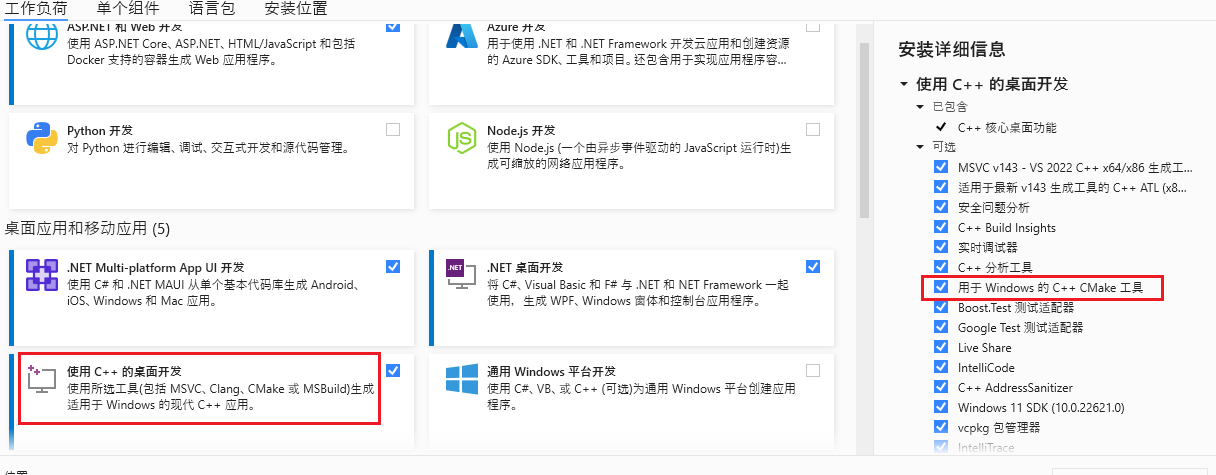 工作负荷 单个组件 语言包 安装位置
ASP.NET 和 Web 开发
使用 ASP.NET Core、ASP.NET、HTML/JavaScript 和包括
Docker 支持的容器生成 Web 应用程序。
Azure 开发
用于使用 .NET 和 .NET Framework 开发云应用和创建资源
的 Azure SDK、工具和项目。还包含用于实现应用程序容...
Python 开发
对 Python 进行编辑、调试、交互式开发和源代码管理。
Node.js 开发
使用 Node.js (一个由异步事件驱动的 JavaScript 运行时)生
成可缩放的网络应用程序。
桌面应用和移动应用 (5)
.NET Multi-platform App UI 开发
使用 C# 和 .NET MAUI 从单个基本代码库生成 Android、
iOS、Windows 和 Mac 应用。
.NET
.NET 桌面开发
将 C#、Visual Basic 和 F# 与 .NET 和 .NET Framework 一起
使用，生成 WPF、Windows 窗体和控制台应用程序。
使用 C++ 的桌面开发
使用所选工具(包括 MSVC、Clang、CMake 或 MSBuild)生成
适用于 Windows 的现代 C++ 应用。
通用 Windows 平台开发
使用 C#、VB、或 C++ (可选)为通用 Windows 平台创建应用
程序。
安装详细信息
使用 C++ 的桌面开发
已包含
C++ 核心桌面功能
可选
MSVC v143 - VS 2022 C++ x64/x86 生成工...
适用于最新 v143 生成工具的 C++ ATL (x8...
安全问题分析
C++ Build Insights
实时调试器
C++ 分析工具
用于 Windows 的 C++ CMake 工具
Boost.Test 测试适配器
Google Test 测试适配器
Live Share
IntelliCode
C++ AddressSanitizer
Windows 11 SDK (10.0.22621.0)
vcpkg 包管理器
IntelliTrace
位置